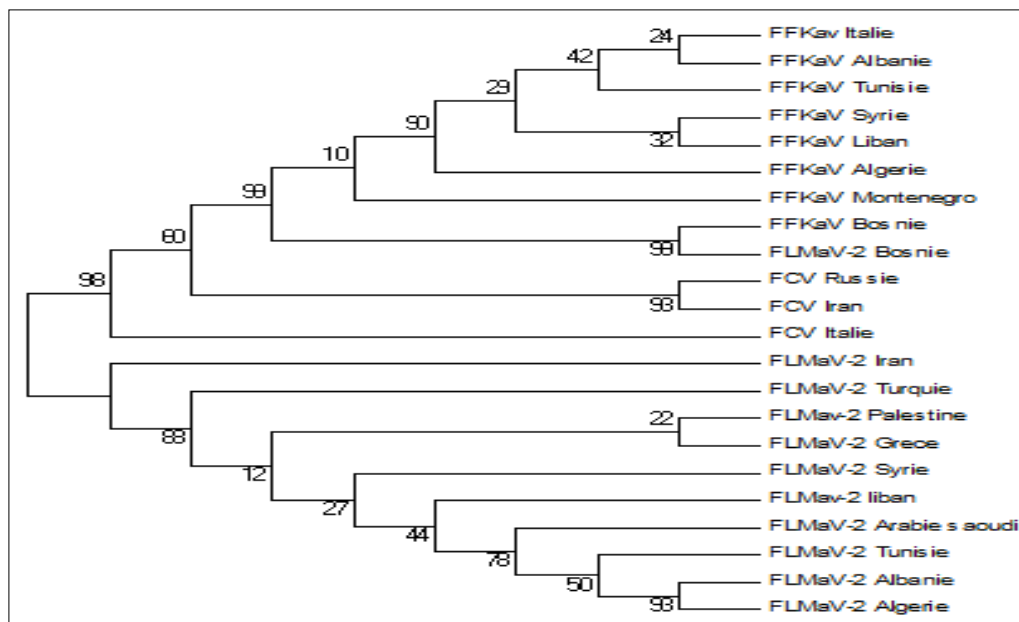 24
FFKav Italie
FFKaV Albanie
42
FFKaV Tunisie
29
FFKaV Syrie
32
FFKaV Liban
90
FFKaV Algerie
10
FFKaV Montenegro
99
FFKaV Bosnie
99
FLMaV-2 Bosnie
60
FCV Russie
93
FCV Iran
98
FCV Italie
FLMaV-2 Iran
88
FLMaV-2 Turquie
22
FLMav-2 Palestine
FLMaV-2 Grece
12
FLMaV-2 Syrie
27
FLMav-2 liban
44
FLMaV-2 Arabie saoudi
78
FLMaV-2 Tunisie
50
FLMaV-2 Albanie
93
FLMaV-2 Algerie